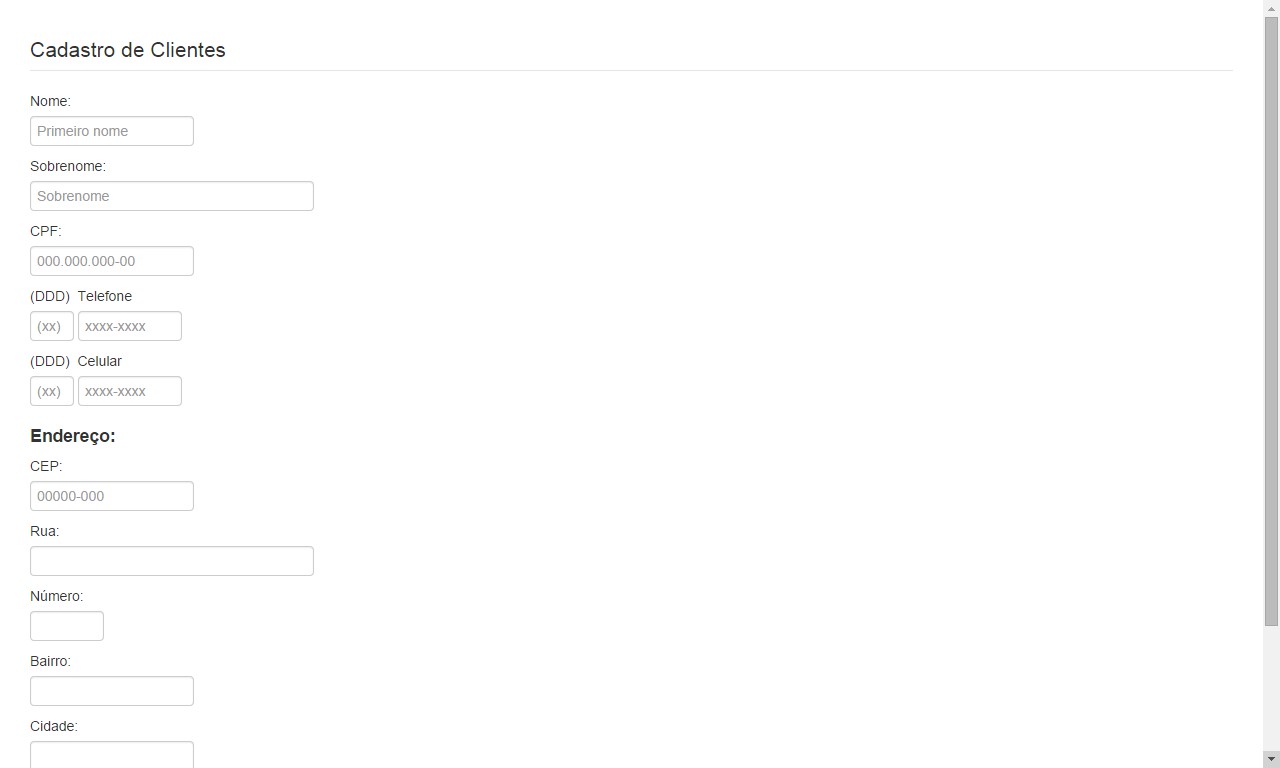 Cadastro de Clientes
Nome:
Primeiro nome
Sobrenome:
Sobrenome
CPF:
000.000.000-00
(DDD) Telefone
(xx) xxxx-xxxx
(DDD) Celular
(xx) xxxx-xxxx
Endereço:
CEP:
00000-000
Rua:
Número:
Bairro:
Cidade: